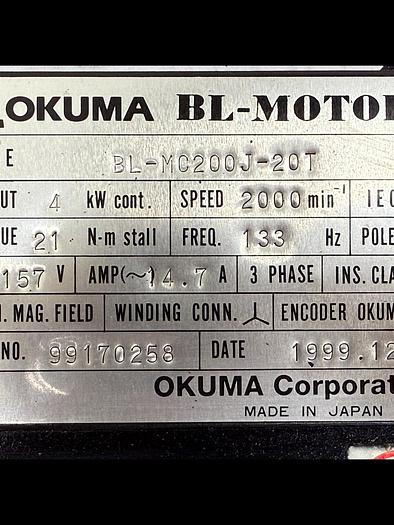 OKUMA BL-MOTO
E BL-MC200J-20T
UT 4 kW cont. SPEED 2000 min⁻¹ IEC
UE 21 N-m stall FREQ. 133 Hz POLE
157 V AMP(~) 14.7 A 3 PHASE INS.CLA
. MAG. FIELD WINDING CONN. ENCODER OKUM
NO. 99170258 DATE 1999.12
OKUMA Corporat
MADE IN JAPAN